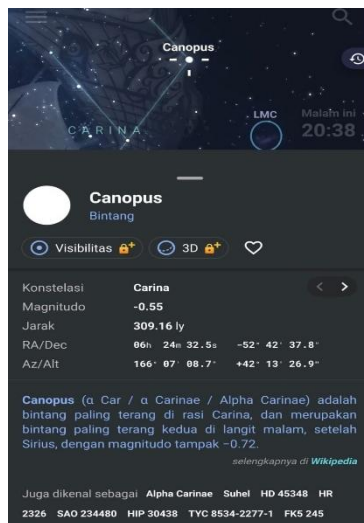 Canopus
CARINA
LMC
Malam ini
20:38
Canopus
Bintang
Visibilitas
3D
Konstelasi Carina
Magnitudo -0.55
Jarak 309.16 ly
RA/Dec 06h 24m 32.5s -52° 42' 37.8"
Az/Alt 166° 07' 08.7" +42° 13' 26.9"
Canopus (α Car / α Carinae / Alpha Carinae) adalah
bintang paling terang di rasi Carina, dan merupakan
bintang paling terang kedua di langit malam, setelah
Sirius, dengan magnitudo tampak −0.72.
selengkapnya di Wikipedia
Juga dikenal sebagai Alpha Carinae Suhel HD 45348 HR
2326 SAO 234480 HIP 30438 TYC 8534-2277-1 FK5 245